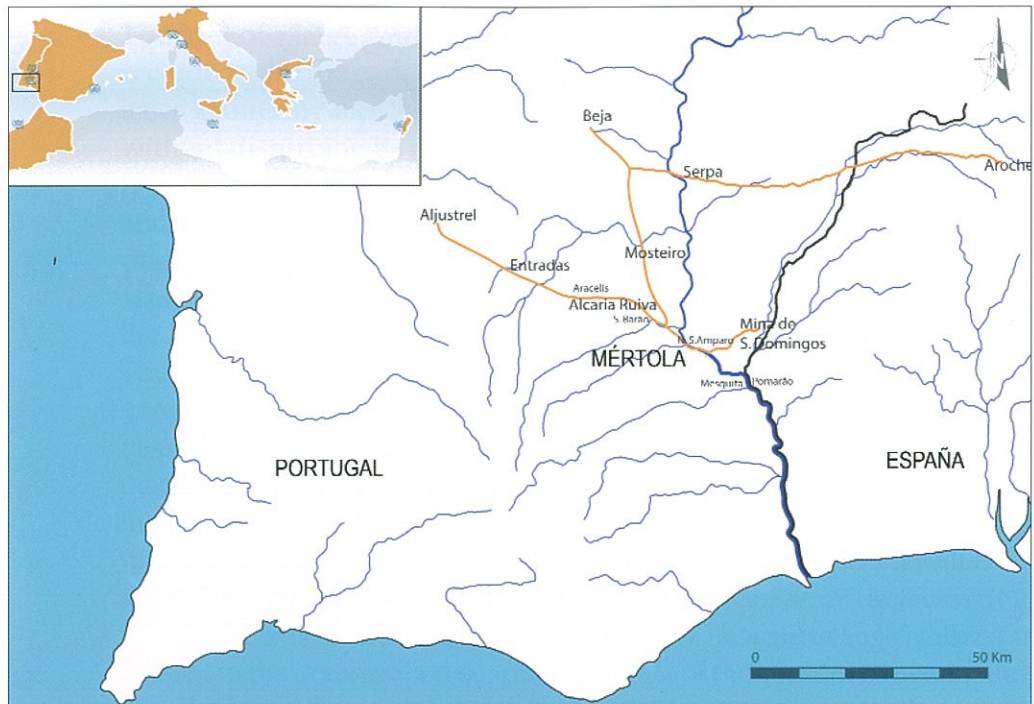 N
Beja
Serpa
Aroche
Aljustrel
Mosteiro
Entradas
Aracelis
Alcaria Ruiva
S. Barão
Mina de
S. Domingos
N. S. Amparo
MÉRTOLA
Mesquita
Pomarão
PORTUGAL
ESPAÑA
0
50 Km